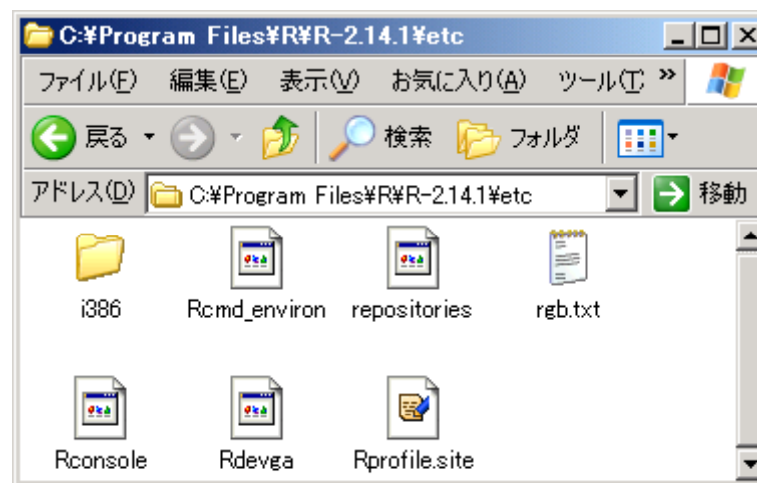 C:¥Program Files¥R¥R-2.14.1¥etc
ファイル(F) 編集(E) 表示(V) お気に入り(A) ツール(T) »
戻る 検索 フォルダ
アドレス(D) C:¥Program Files¥R¥R-2.14.1¥etc 移動
i386 Rcmd_environ repositories rgb.txt
Rconsole Rdevga Rprofile.site